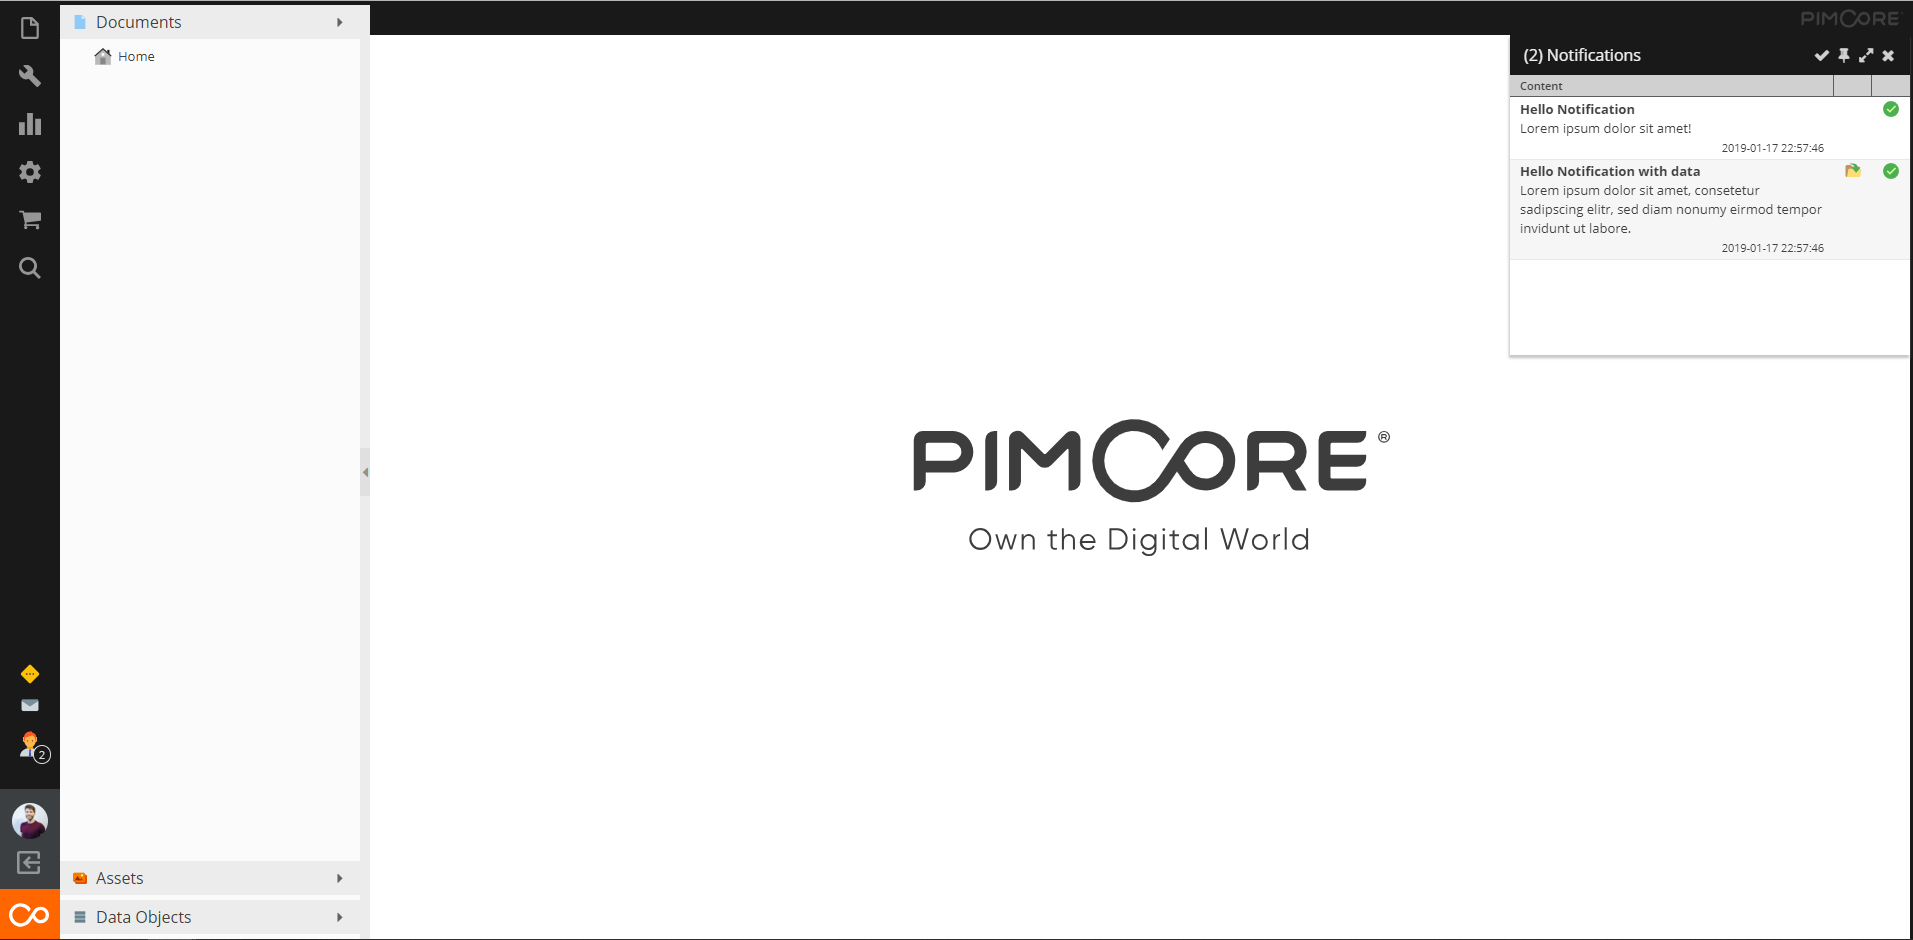 Documents
Home
PIMCORE
(2) Notifications
Content
Hello Notification
Lorem ipsum dolor sit amet!
2019-01-17 22:57:46
Hello Notification with data
Lorem ipsum dolor sit amet, consetetur
sadipscing elitr, sed diam nonumy eirmod tempor
invidunt ut labore.
2019-01-17 22:57:46
PIMCORE®
Own the Digital World
2
Assets
Data Objects